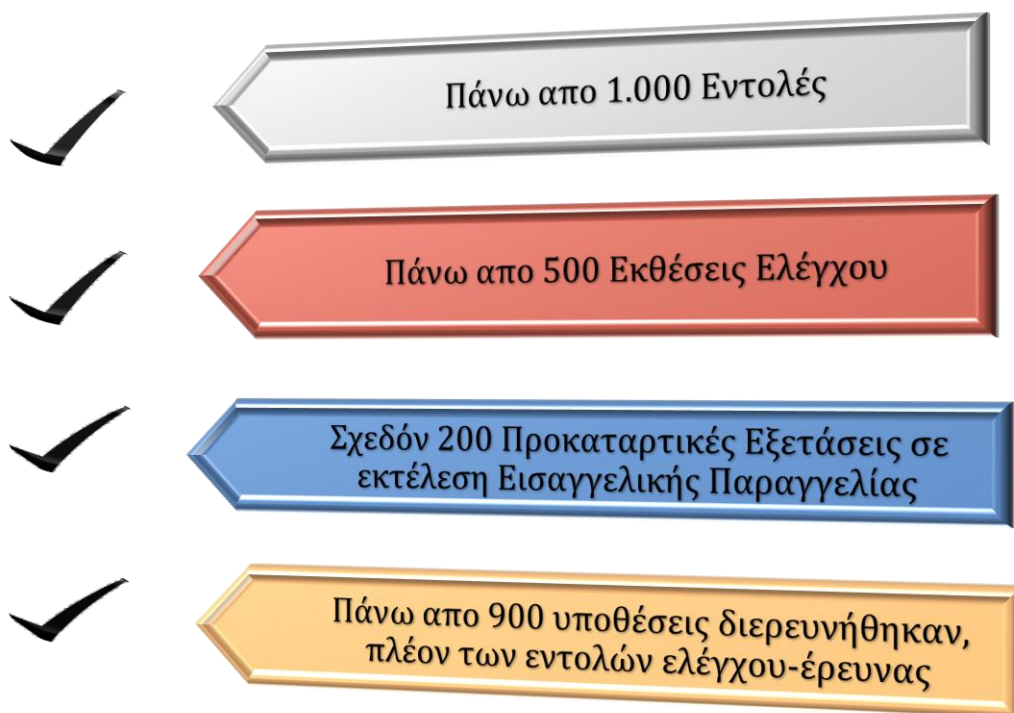 Πάνω απο 1.000 Εντολές
Πάνω απο 500 Εκθέσεις Ελέγχου
Σχεδόν 200 Προκαταρτικές Εξετάσεις σε
εκτέλεση Εισαγγελικής Παραγγελίας
Πάνω απο 900 υποθέσεις διερευνήθηκαν,
πλέον των εντολών ελέγχου-έρευνας